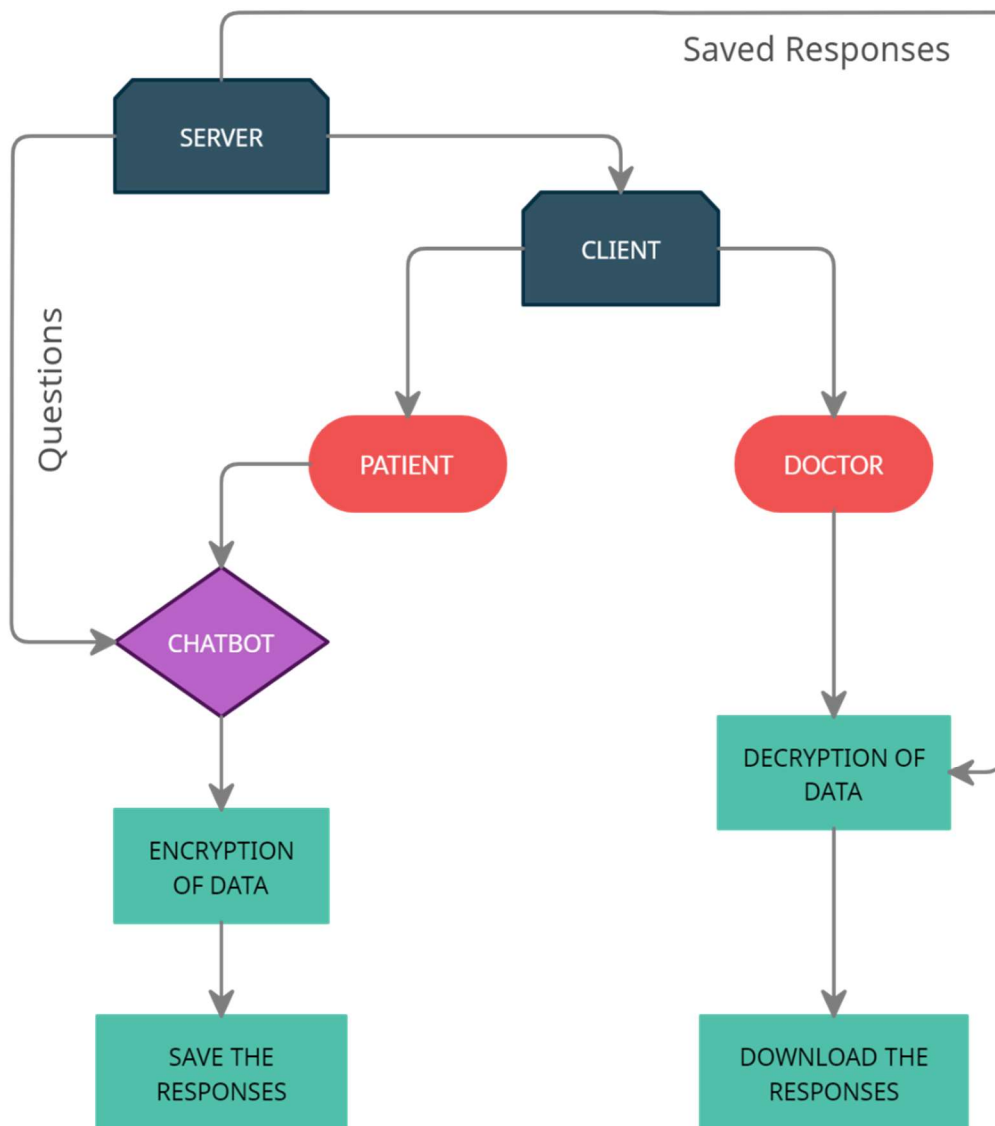 Saved Responses
SERVER
CLIENT
Questions
PATIENT
DOCTOR
CHATBOT
DECRYPTION OF
DATA
ENCRYPTION
OF DATA
SAVE THE
RESPONSES
DOWNLOAD THE
RESPONSES